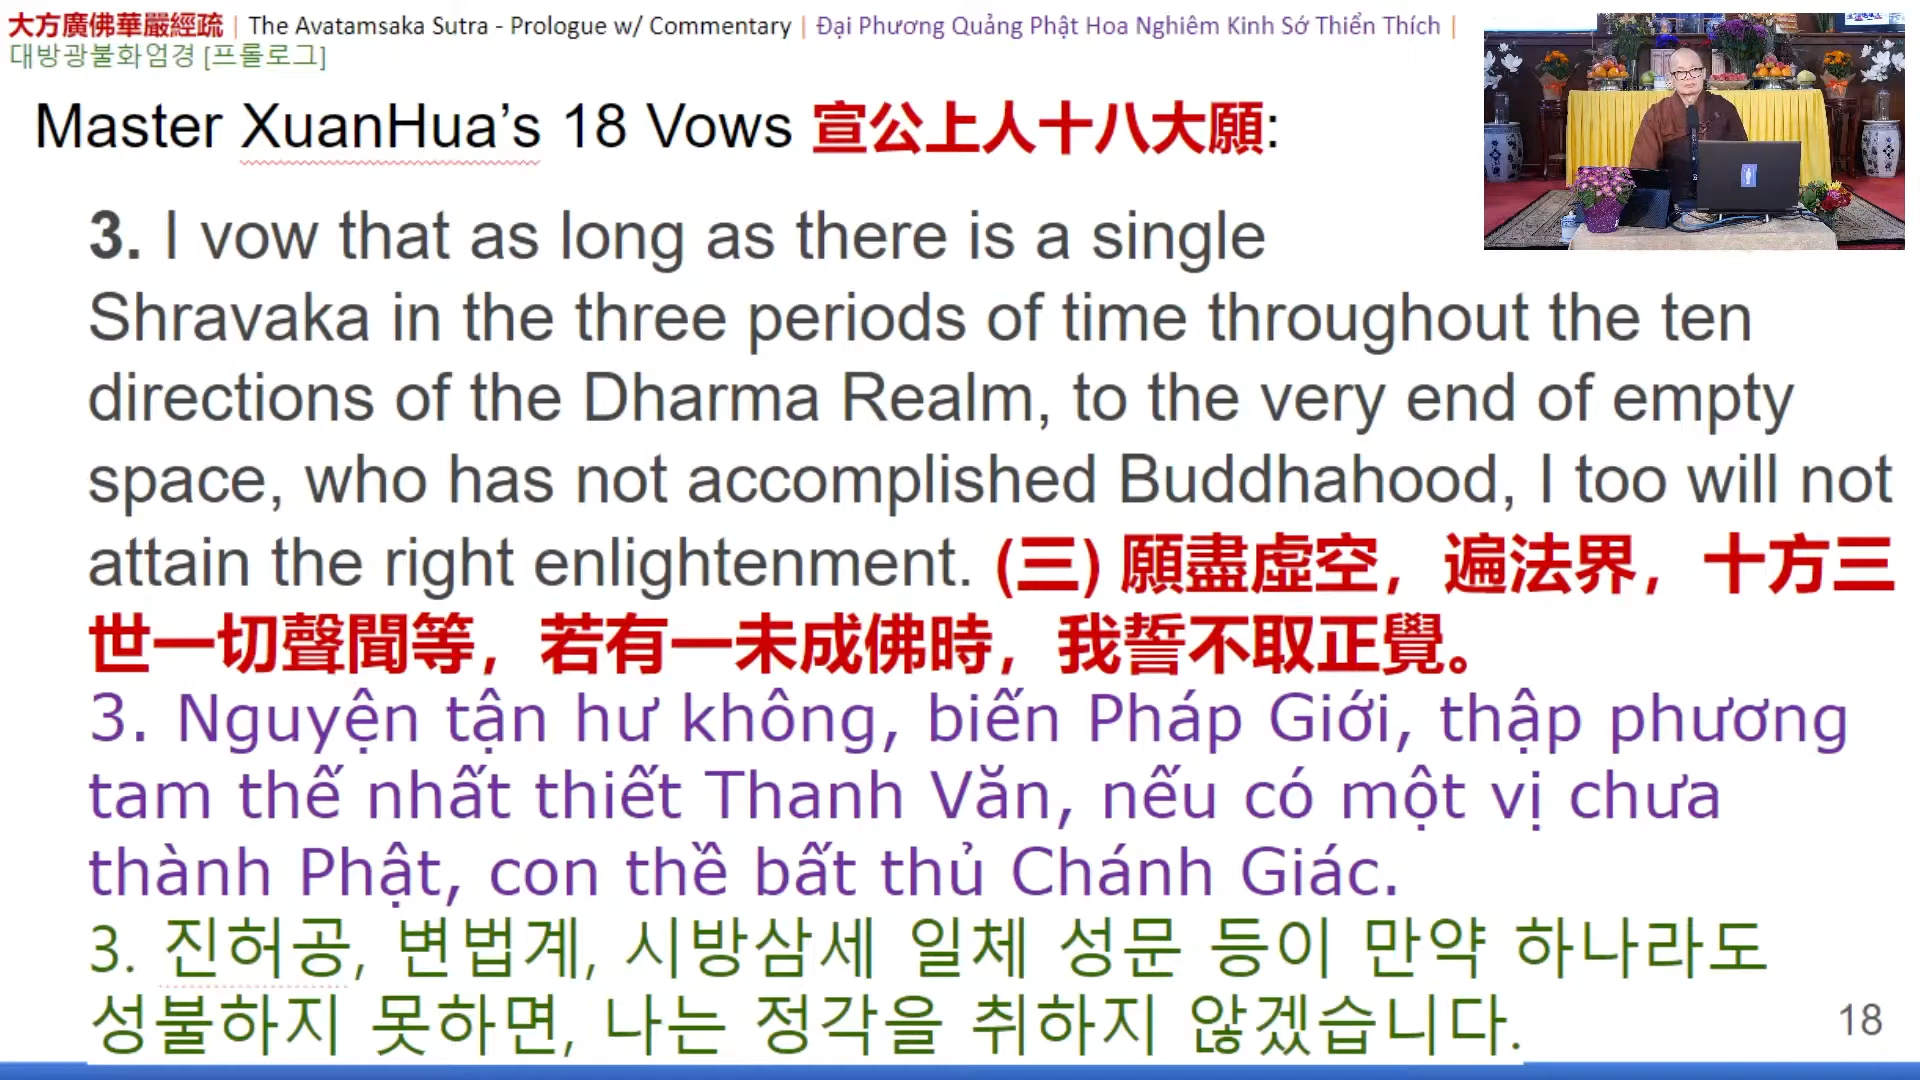 大方廣佛華嚴經疏 | The Avatamsaka Sutra - Prologue w/ Commentary | Đại Phương Quảng Phật Hoa Nghiêm Kinh Sớ Thiển Thích |
대방광불화엄경 [프롤로그]
Master XuanHua’s 18 Vows 宣公上人十八大願:
3. I vow that as long as there is a single
Shravaka in the three periods of time throughout the ten
directions of the Dharma Realm, to the very end of empty
space, who has not accomplished Buddhahood, I too will not
attain the right enlightenment. (三) 願盡虛空，遍法界，十方三
世一切聲聞等，若有一未成佛時，我誓不取正覺。
3. Nguyện tận hư không, biến Pháp Giới, thập phương
tam thế nhất thiết Thanh Văn, nếu có một vị chưa
thành Phật, con thề bất thủ Chánh Giác.
3. 진허공, 변법계, 시방삼세 일체 성문 등이 만약 하나라도
성불하지 못하면, 나는 정각을 취하지 않겠습니다.
18